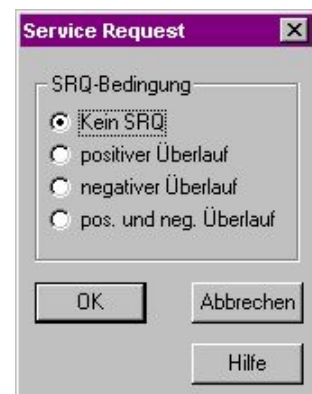 Service Request
SRQ-Bedingung
Kein SRQ
positiver Überlauf
negativer Überlauf
pos. und neg. Überlauf
OK
Abbrechen
Hilfe